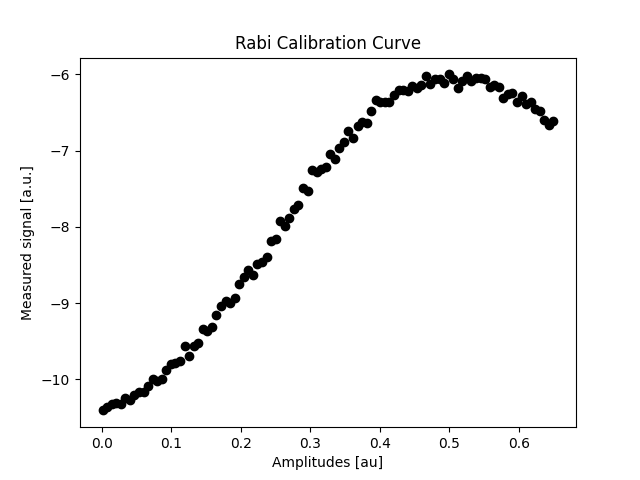 Rabi Calibration Curve
Measured signal [a.u.]
−6
−7
−8
−9
−10
0.0 0.1 0.2 0.3 0.4 0.5 0.6
Amplitudes [au]